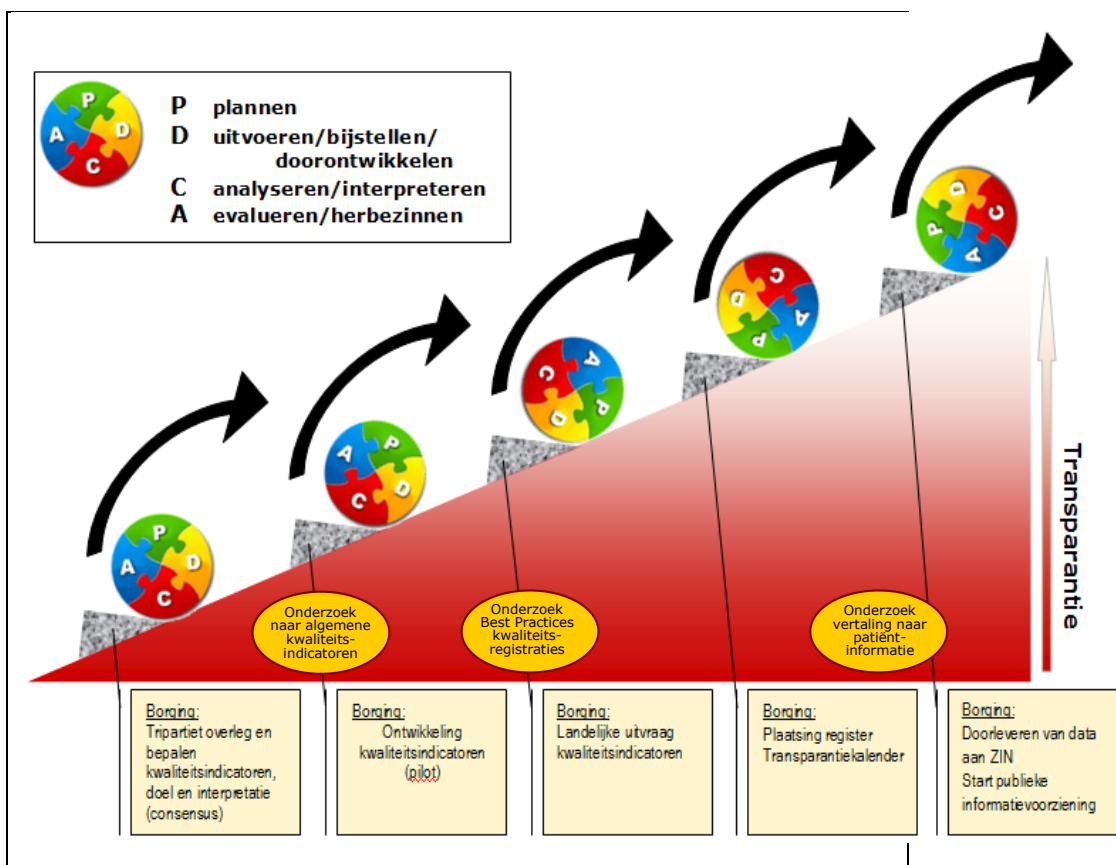 P plannen
D uitvoeren/bijstellen/
doorontwikkelen
C analyseren/interpreteren
A evalueren/herbezinnen
P
D
C
A
P
D
C
A
P
D
C
A
P
D
C
A
P
D
C
A
P
D
C
A
Transparantie
Onderzoek
naar algemene
kwaliteits-
indicatoren
Onderzoek
Best Practices
kwaliteits-
registraties
Onderzoek
vertaling naar
patiënt-
informatie
Borging:
Tripartiet overleg en
bepalen
kwaliteitsindicatoren,
doel en interpretatie
(consensus)
Borging:
Ontwikkeling
kwaliteitsindicatoren
(pilot)
Borging:
Landelijke uitvraag
kwaliteitsindicatoren
Borging:
Plaatsing register
Transparantiekalender
Borging:
Doorleveren van data
aan ZIN
Start publieke
informatievoorziening